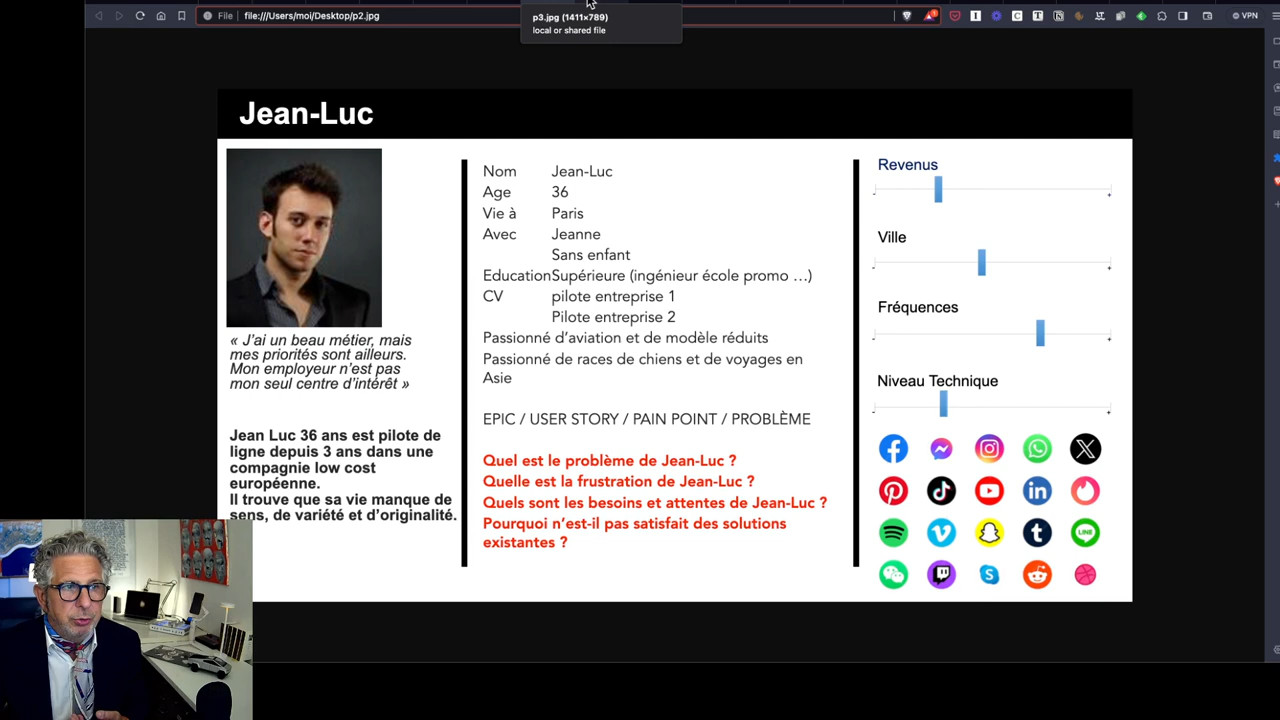 File
file:///Users/moi/Desktop/p2.jpg
VPN
p3.jpg (1411×789)
local or shared file
Jean-Luc
« J'ai un beau métier, mais
mes priorités sont ailleurs.
Mon employeur n'est pas
mon seul centre d'intérêt »
Jean Luc 36 ans est pilote de
ligne depuis 3 ans dans une
compagnie low cost
européenne.
Il trouve que sa vie manque de
sens, de variété et d'originalité.
Nom Jean-Luc
Age 36
Vie à Paris
Avec Jeanne
Sans enfant
EducationSupérieure (ingénieur école promo …)
CV pilote entreprise 1
Pilote entreprise 2
Passionné d'aviation et de modèle réduits
Passionné de races de chiens et de voyages en
Asie
EPIC / USER STORY / PAIN POINT / PROBLÈME
Quel est le problème de Jean-Luc ?
Quelle est la frustration de Jean-Luc ?
Quels sont les besoins et attentes de Jean-Luc ?
Pourquoi n'est-il pas satisfait des solutions
existantes ?
Revenus
- +
Ville
- +
Fréquences
- +
Niveau Technique
- +
LINE